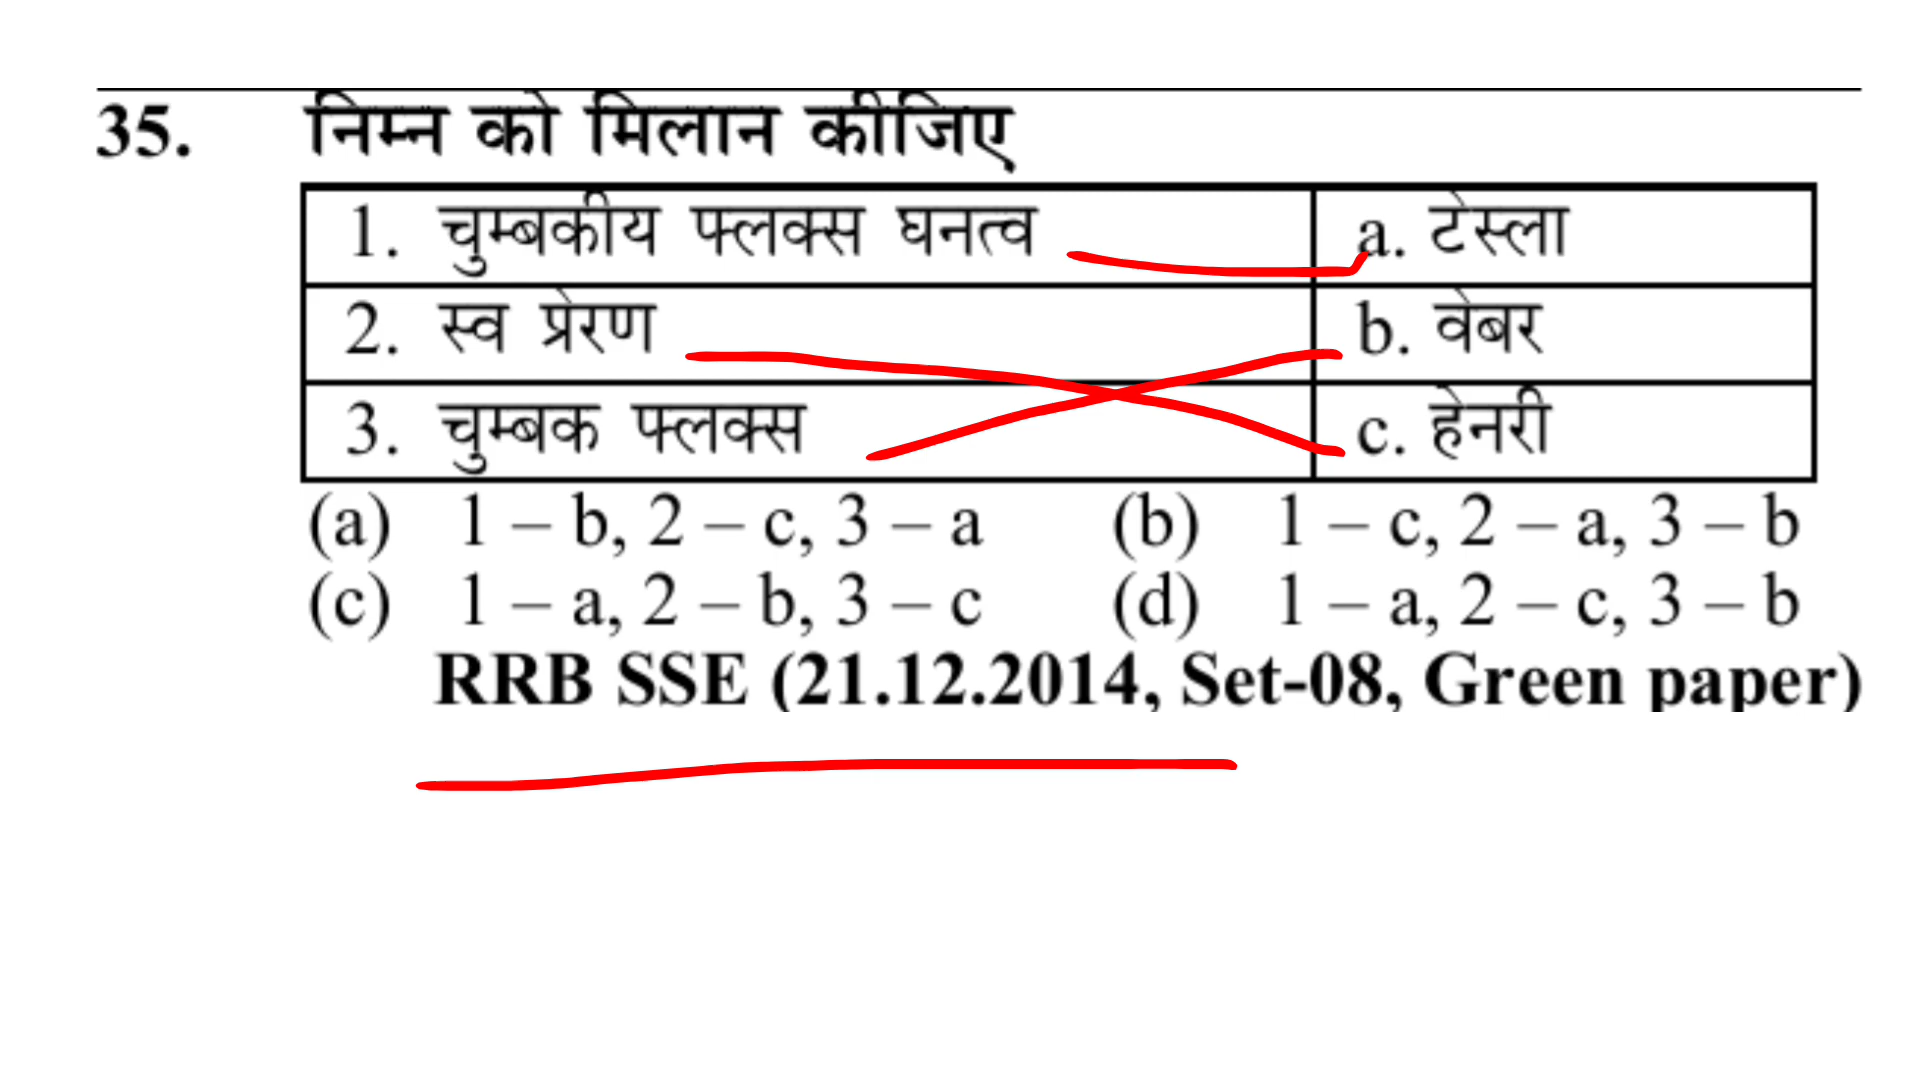 35. निम्न को मिलान कीजिए
1. चुम्बकीय फ्लक्स घनत्व a. टेस्ला
2. स्व प्रेरण b. वेबर
3. चुम्बक फ्लक्स c. हेनरी
(a) 1 – b, 2 – c, 3 – a (b) 1 – c, 2 – a, 3 – b
(c) 1 – a, 2 – b, 3 – c (d) 1 – a, 2 – c, 3 – b
RRB SSE (21.12.2014, Set-08, Green paper)